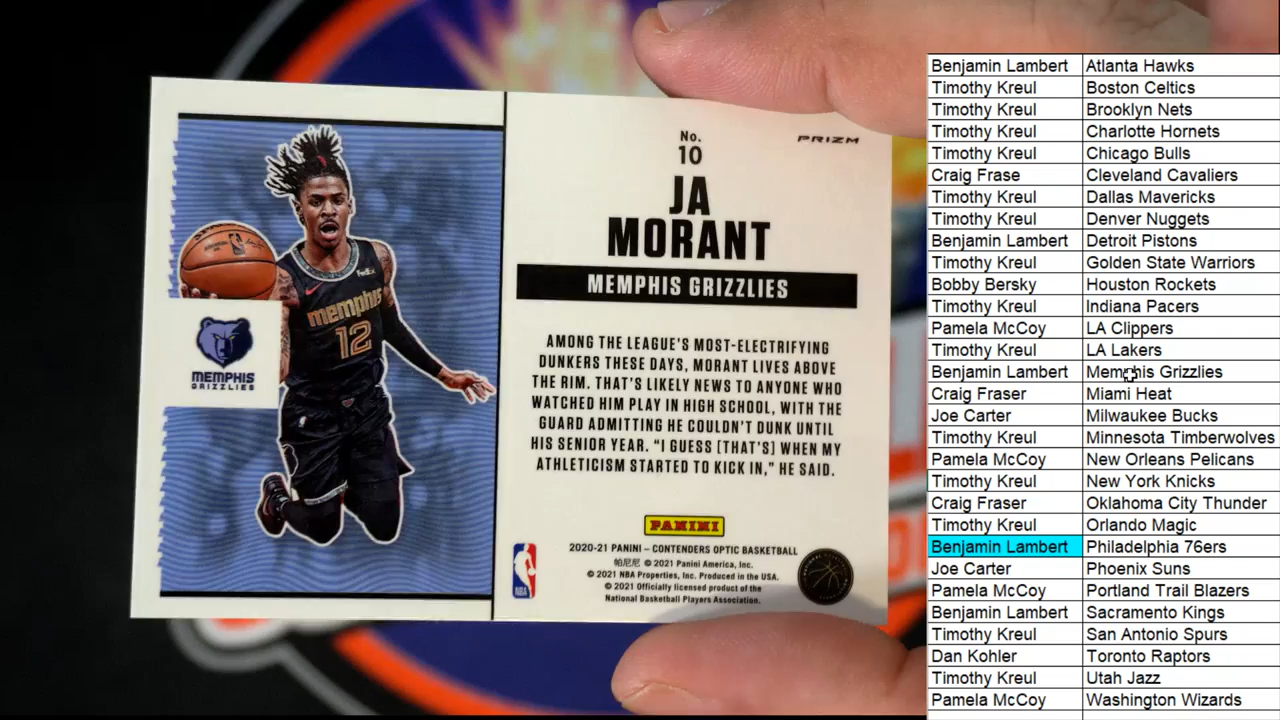 No.
10
PRIZM
JA
MORANT
MEMPHIS GRIZZLIES
AMONG THE LEAGUE'S MOST-ELECTRIFYING
DUNKERS THESE DAYS, MORANT LIVES ABOVE
THE RIM. THAT'S LIKELY NEWS TO ANYONE WHO
WATCHED HIM PLAY IN HIGH SCHOOL, WITH THE
GUARD ADMITTING HE COULDN'T DUNK UNTIL
HIS SENIOR YEAR. "I GUESS [THAT'S] WHEN MY
ATHLETICISM STARTED TO KICK IN," HE SAID.
PANINI
2020-21 PANINI – CONTENDERS OPTIC BASKETBALL
帕尼尼 © 2021 Panini America, Inc.
© 2021 NBA Properties, Inc. Produced in the USA.
© 2021 Officially licensed product of the
National Basketball Players Association.
NBA
FedEx
memphis
12
MEMPHIS
GRIZZLIES
Benjamin Lambert Atlanta Hawks
Timothy Kreul Boston Celtics
Timothy Kreul Brooklyn Nets
Timothy Kreul Charlotte Hornets
Timothy Kreul Chicago Bulls
Craig Frase Cleveland Cavaliers
Timothy Kreul Dallas Mavericks
Timothy Kreul Denver Nuggets
Benjamin Lambert Detroit Pistons
Timothy Kreul Golden State Warriors
Bobby Bersky Houston Rockets
Timothy Kreul Indiana Pacers
Pamela McCoy LA Clippers
Timothy Kreul LA Lakers
Benjamin Lambert Memphis Grizzlies
Craig Fraser Miami Heat
Joe Carter Milwaukee Bucks
Timothy Kreul Minnesota Timberwolves
Pamela McCoy New Orleans Pelicans
Timothy Kreul New York Knicks
Craig Fraser Oklahoma City Thunder
Timothy Kreul Orlando Magic
Benjamin Lambert Philadelphia 76ers
Joe Carter Phoenix Suns
Pamela McCoy Portland Trail Blazers
Benjamin Lambert Sacramento Kings
Timothy Kreul San Antonio Spurs
Dan Kohler Toronto Raptors
Timothy Kreul Utah Jazz
Pamela McCoy Washington Wizards